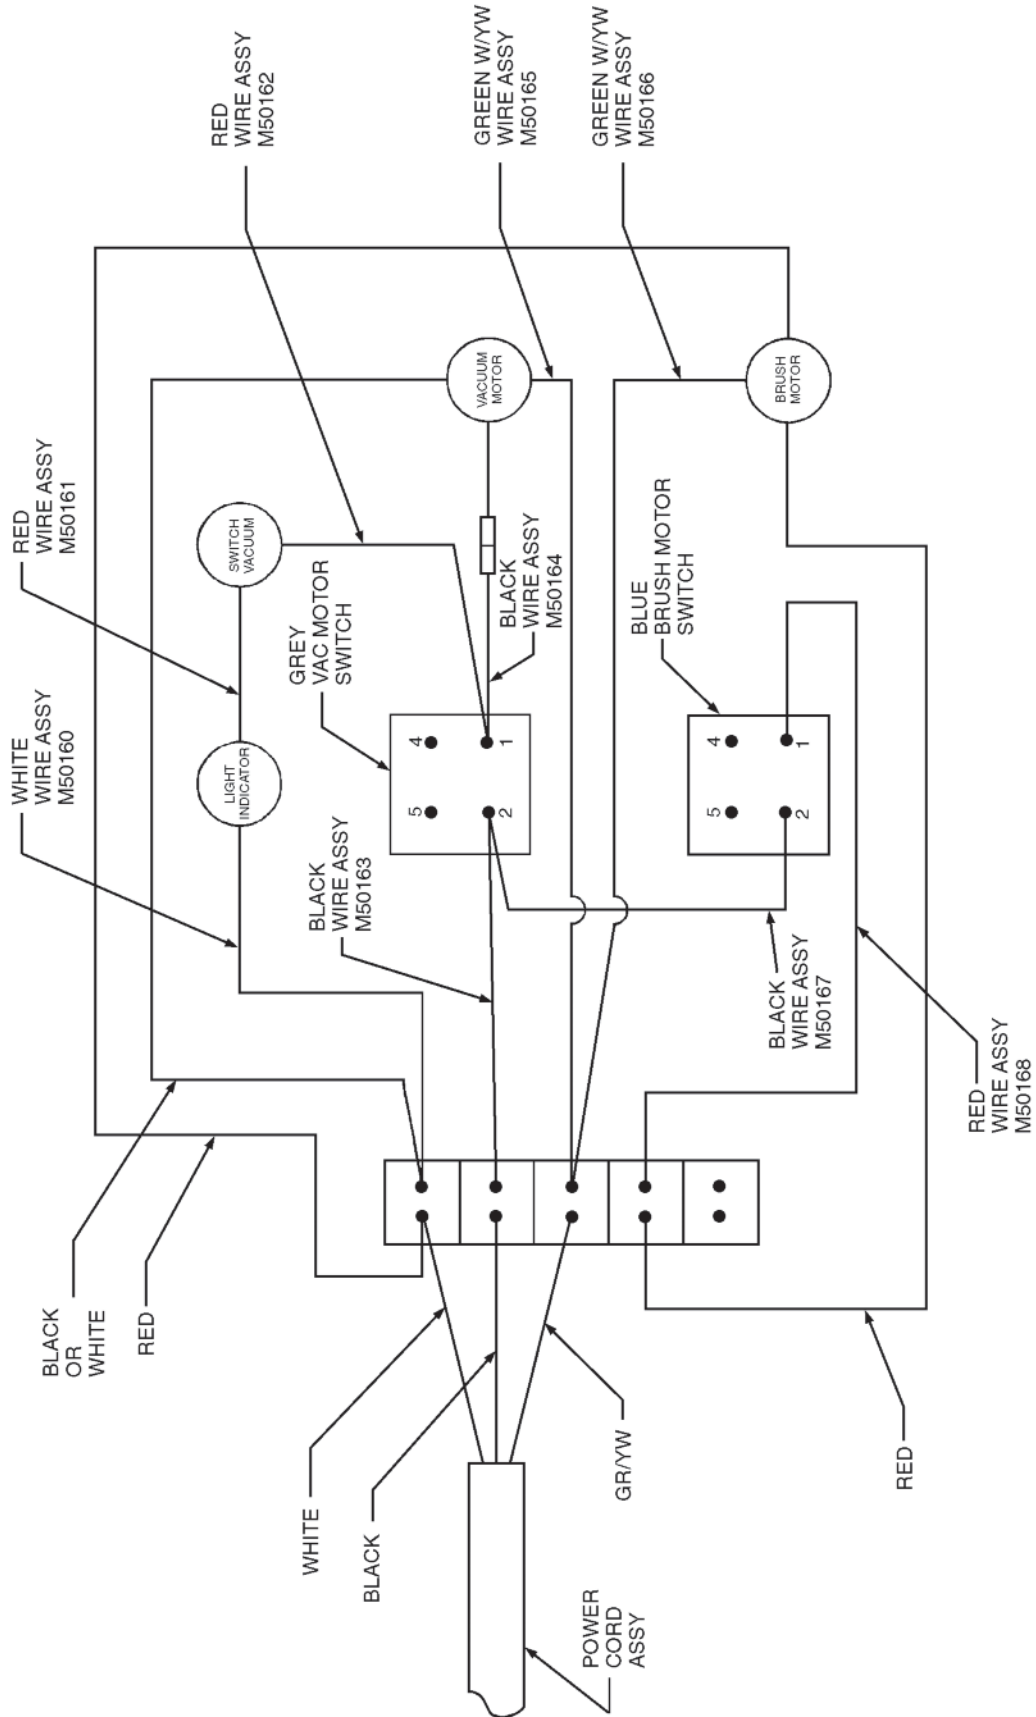 WHITE
WIRE ASSY
M50160
RED
WIRE ASSY
M50161
RED
WIRE ASSY
M50162
GREEN W/YW
WIRE ASSY
M50165
GREEN W/YW
WIRE ASSY
M50166
BLACK
OR
WHITE
RED
LIGHT
INDICATOR
SWITCH
VACUUM
GREY
VAC MOTOR
SWITCH
BLACK
WIRE ASSY
M50163
5
4
2
1
BLACK
WIRE ASSY
M50164
VACUUM
MOTOR
WHITE
BLACK
GR/YW
POWER
CORD
ASSY
BLUE
BRUSH MOTOR
SWITCH
5
4
2
1
BRUSH
MOTOR
BLACK
WIRE ASSY
M50167
RED
WIRE ASSY
M50168
RED